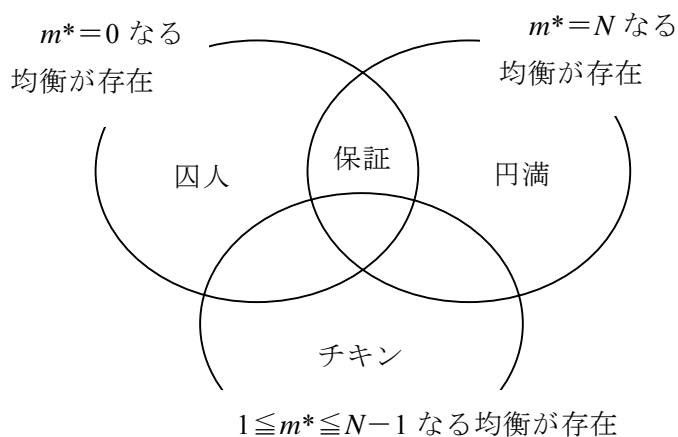 m*＝0 なる
均衡が存在
m*＝N なる
均衡が存在
囚人
保証
円満
チキン
1≦m*≦N－1 なる均衡が存在